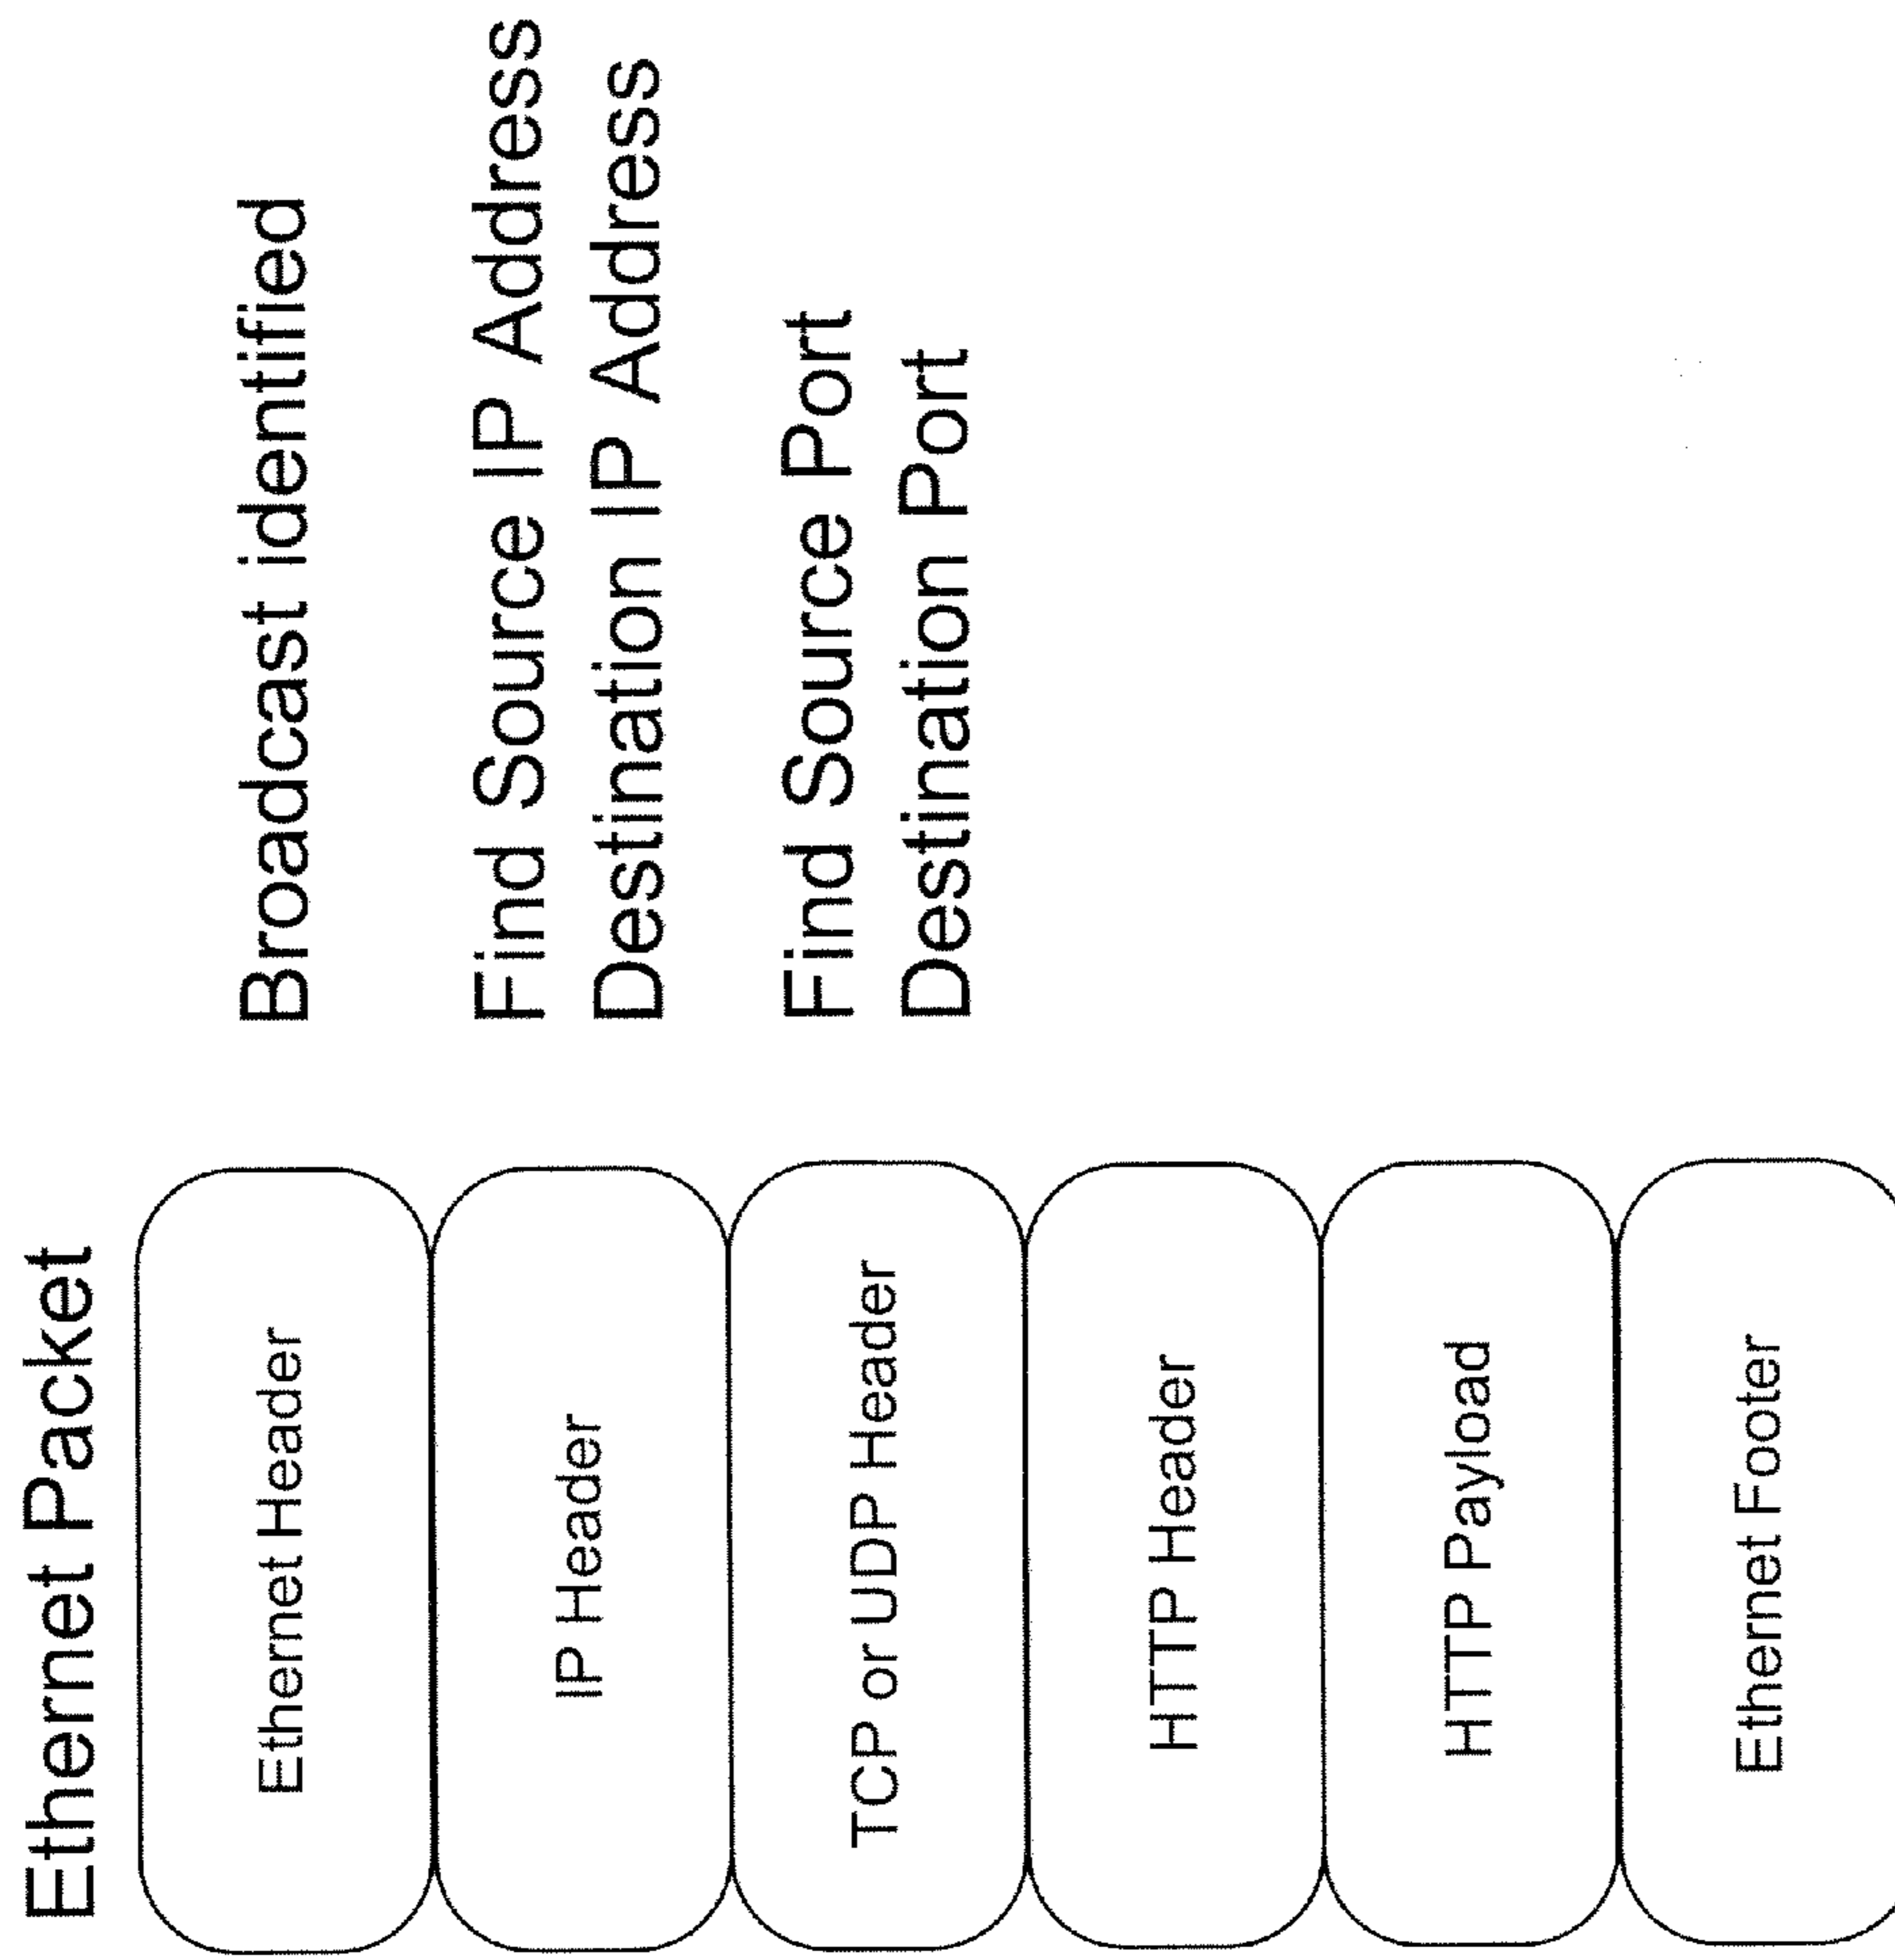 Ethernet Packet
Ethernet Header
Broadcast identified
IP Header
Find Source IP Address
Destination IP Address
TCP or UDP Header
Find Source Port
Destination Port
HTTP Header
HTTP Payload
Ethernet Footer